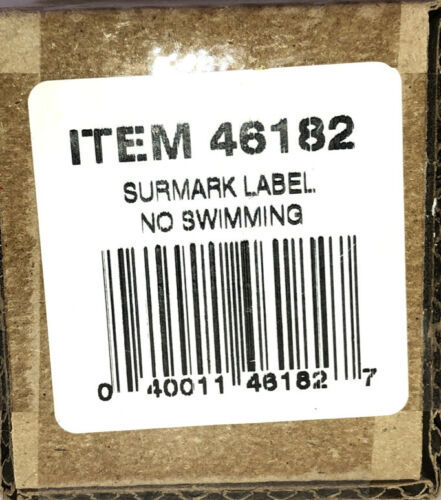 ITEM 46182
SURMARK LABEL.
NO SWIMMING
0 40011 46182 7